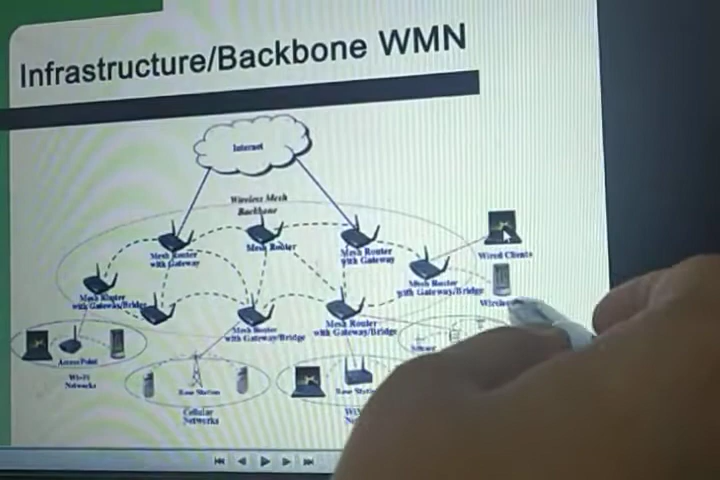 Infrastructure/Backbone WMN
Internet
Wireless Mesh
Backbone
Mesh Router
with Gateway
Mesh Router
Mesh Router
with Gateway
Wired Clients
Mesh Router
with Gateway/Bridge
Mesh Router
with Gateway/Bridge
Mesh Router
with Gateway/Bridge
Mesh Router
with Gateway/Bridge
Access Point
Wi-Fi
Networks
Base Station
Cellular
Networks